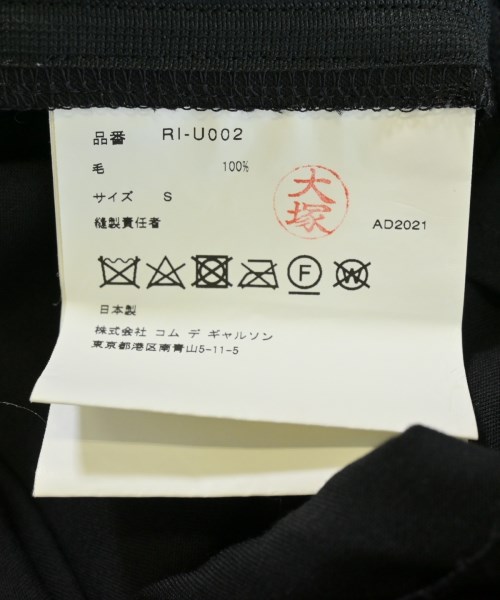 品番 RI-U002
毛 100%
サイズ S
縫製責任者 大塚 AD2021
F W
日本製
株式会社 コム デ ギャルソン
東京都港区南青山5-11-5